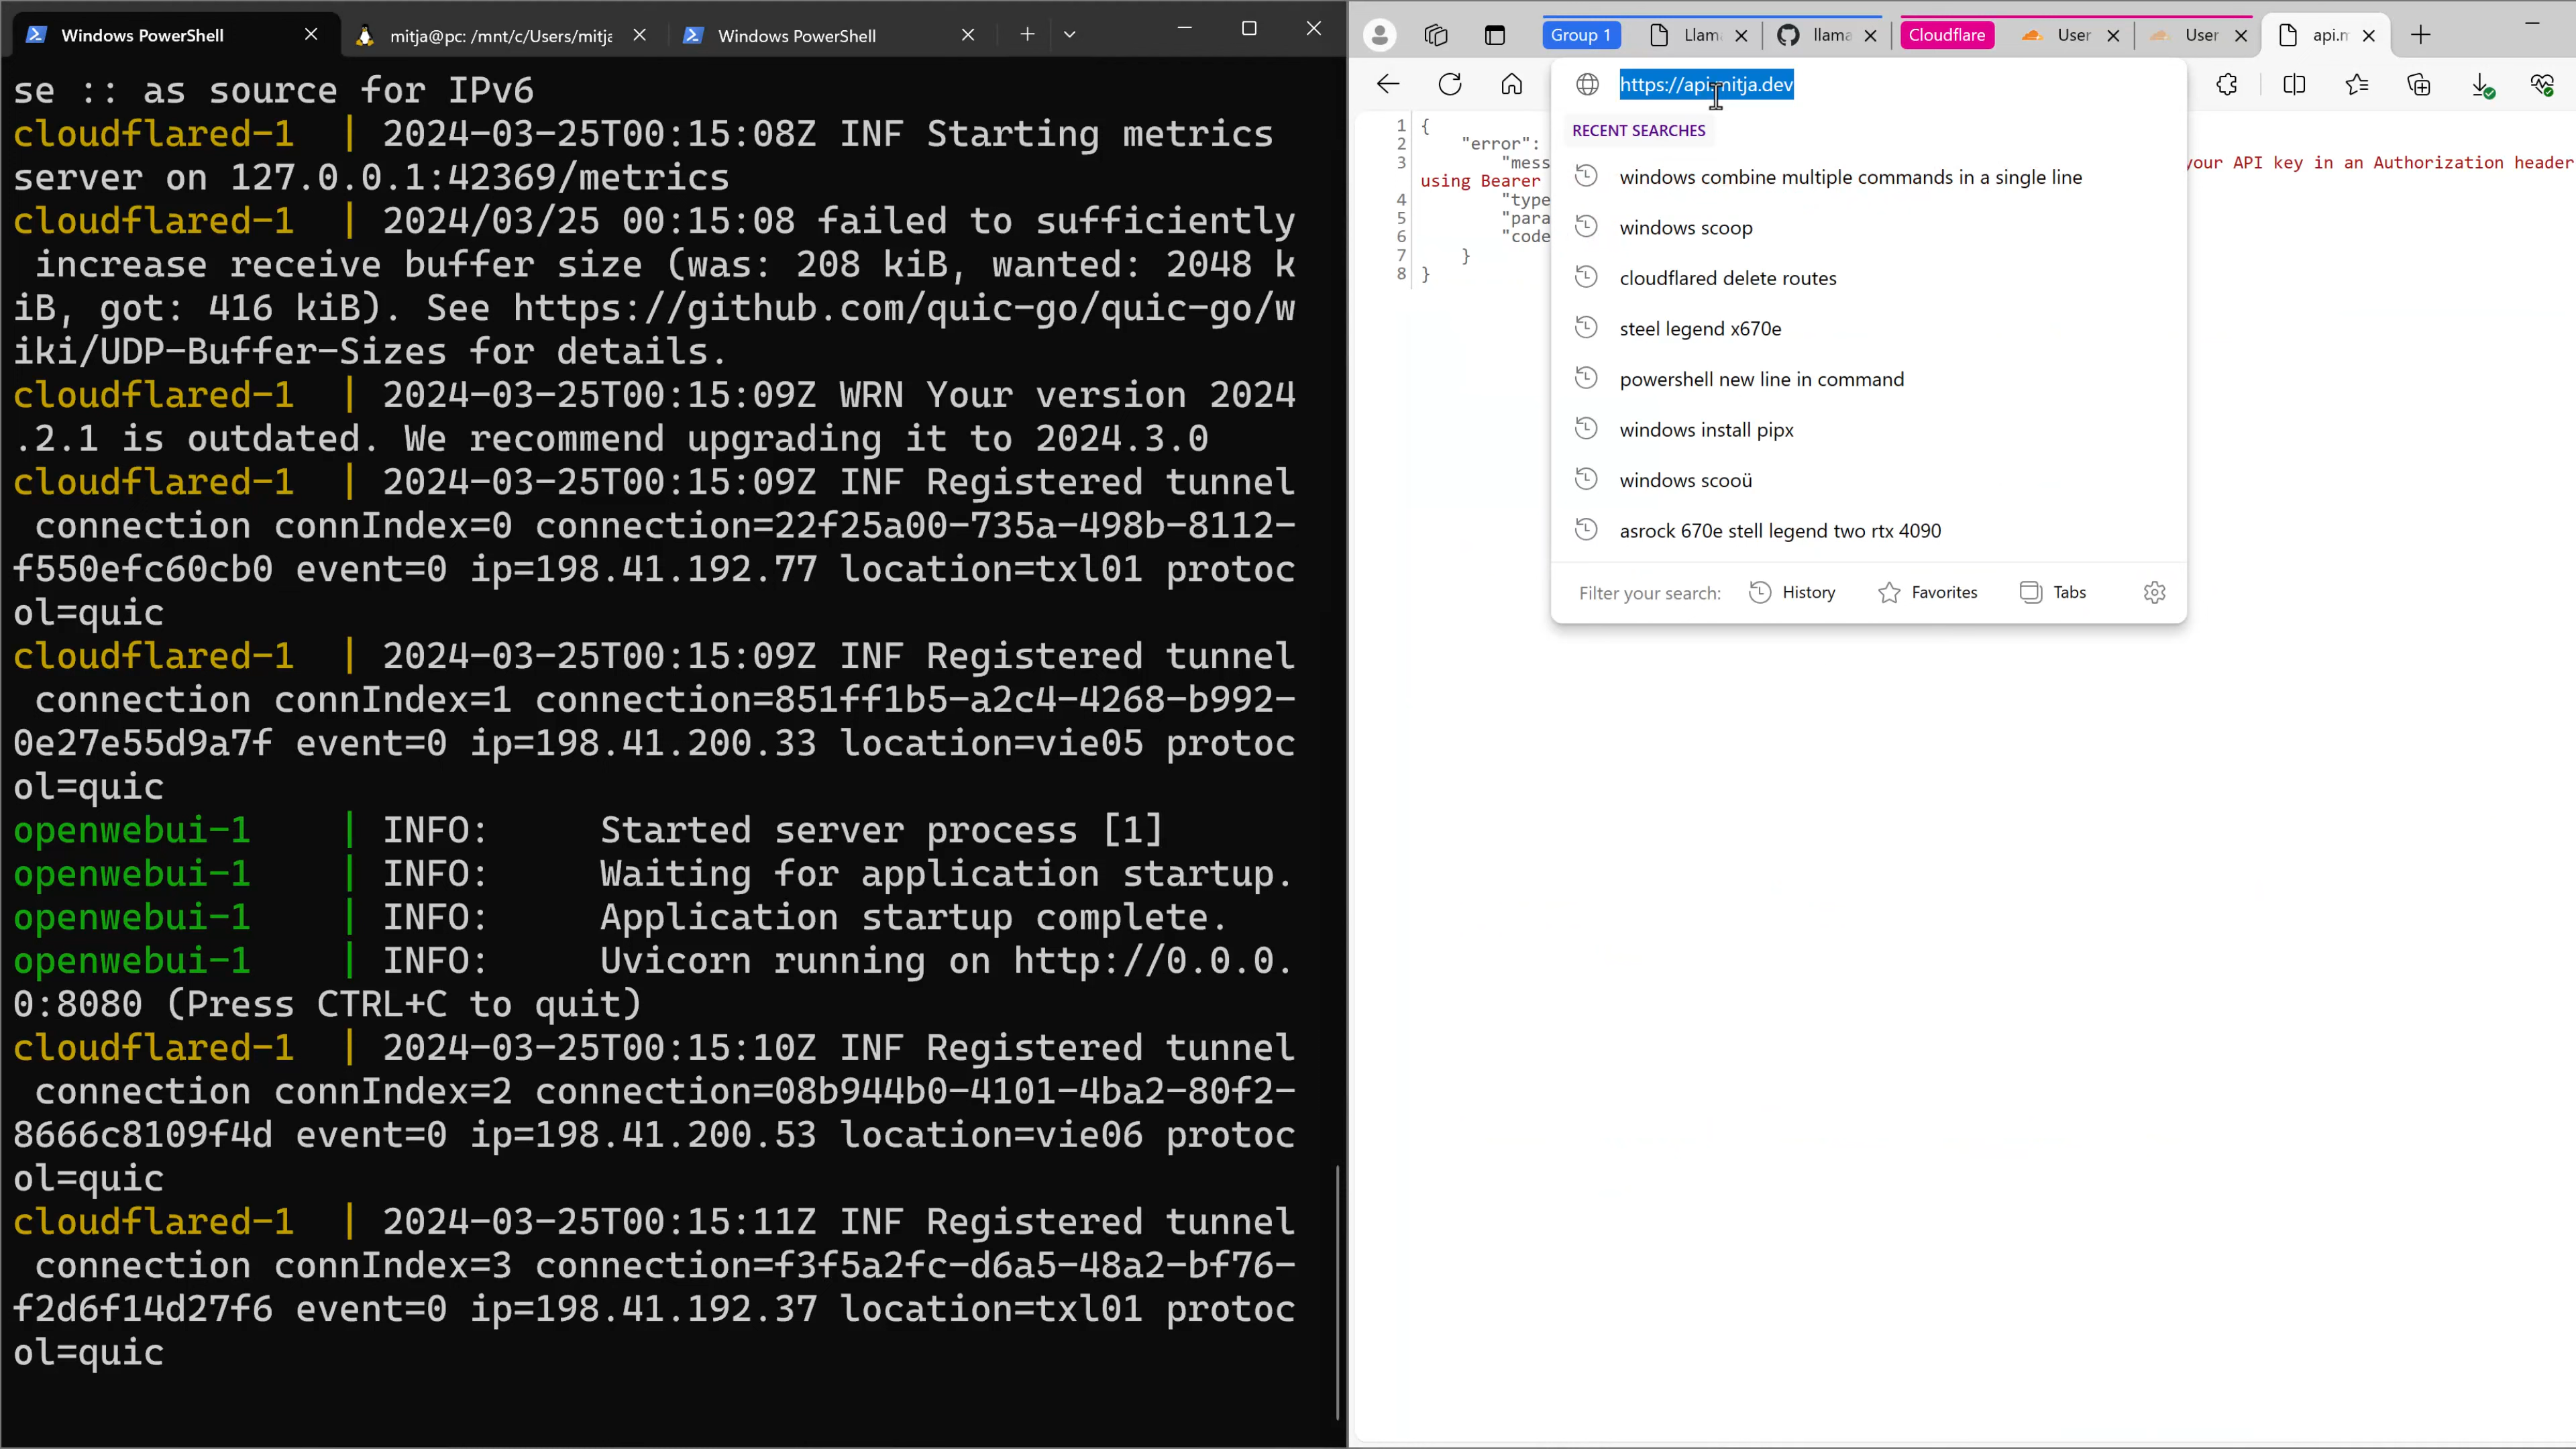 Windows PowerShell
mitja@pc: /mnt/c/Users/mitja
Windows PowerShell
se :: as source for IPv6
cloudflared-1 | 2024-03-25T00:15:08Z INF Starting metrics
server on 127.0.0.1:42369/metrics
cloudflared-1 | 2024/03/25 00:15:08 failed to sufficiently
increase receive buffer size (was: 208 kiB, wanted: 2048 k
iB, got: 416 kiB). See https://github.com/quic-go/quic-go/w
iki/UDP-Buffer-Sizes for details.
cloudflared-1 | 2024-03-25T00:15:09Z WRN Your version 2024
.2.1 is outdated. We recommend upgrading it to 2024.3.0
cloudflared-1 | 2024-03-25T00:15:09Z INF Registered tunnel
connection connIndex=0 connection=22f25a00-735a-498b-8112-
f550efc60cb0 event=0 ip=198.41.192.77 location=txl01 protoc
ol=quic
cloudflared-1 | 2024-03-25T00:15:09Z INF Registered tunnel
connection connIndex=1 connection=851ff1b5-a2c4-4268-b992-
0e27e55d9a7f event=0 ip=198.41.200.33 location=vie05 protoc
ol=quic
openwebui-1 | INFO: Started server process [1]
openwebui-1 | INFO: Waiting for application startup.
openwebui-1 | INFO: Application startup complete.
openwebui-1 | INFO: Uvicorn running on http://0.0.0.
0:8080 (Press CTRL+C to quit)
cloudflared-1 | 2024-03-25T00:15:10Z INF Registered tunnel
connection connIndex=2 connection=08b944b0-4101-4ba2-80f2-
8666c8109f4d event=0 ip=198.41.200.53 location=vie06 protoc
ol=quic
cloudflared-1 | 2024-03-25T00:15:11Z INF Registered tunnel
connection connIndex=3 connection=f3f5a2fc-d6a5-48a2-bf76-
f2d6f14d27f6 event=0 ip=198.41.192.37 location=txl01 protoc
ol=quic
Group 1
Llam
llama
Cloudflare
User
User
api.m
https://api.mitja.dev
RECENT SEARCHES
windows combine multiple commands in a single line
windows scoop
cloudflared delete routes
steel legend x670e
powershell new line in command
windows install pipx
windows scooü
asrock 670e stell legend two rtx 4090
Filter your search: History Favorites Tabs
1 {
2 "error":
3 "mess your API key in an Authorization header
using Bearer
4 "type
5 "para
6 "code
7 }
8 }